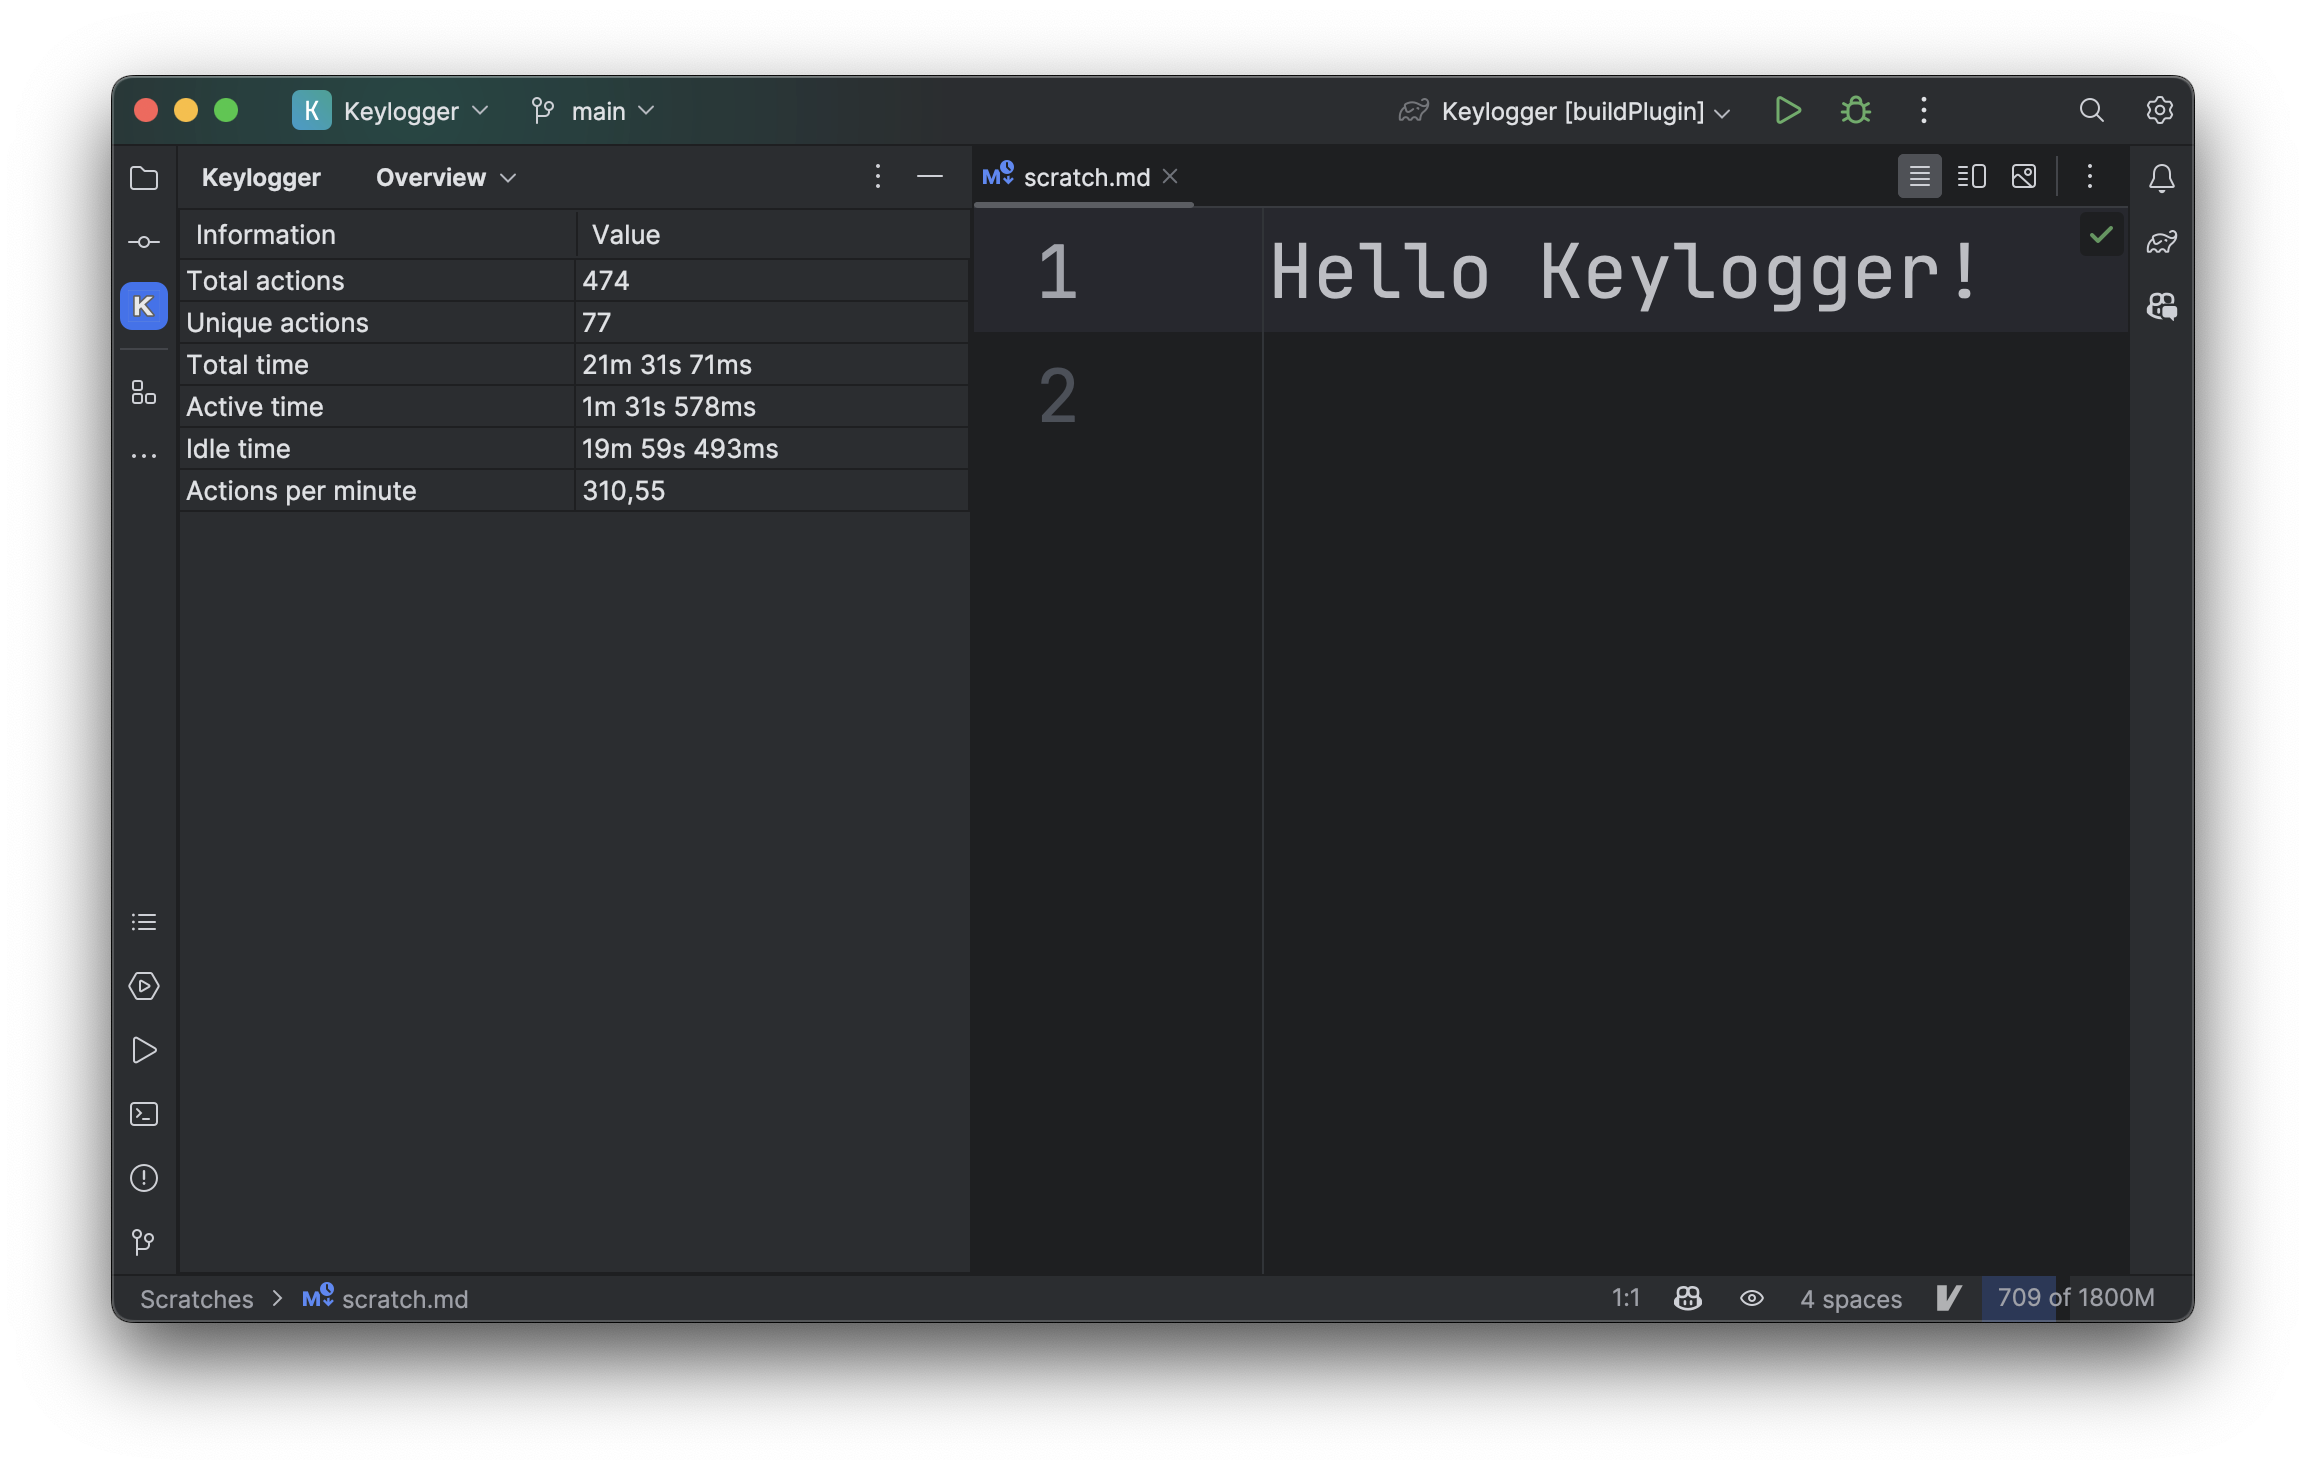 K Keylogger main Keylogger [buildPlugin]
Keylogger Overview
scratch.md
Information Value
Total actions 474
Unique actions 77
Total time 21m 31s 71ms
Active time 1m 31s 578ms
Idle time 19m 59s 493ms
Actions per minute 310,55
K
1 Hello Keylogger!
2
Scratches > M scratch.md 1:1 4 spaces V 709 of 1800M